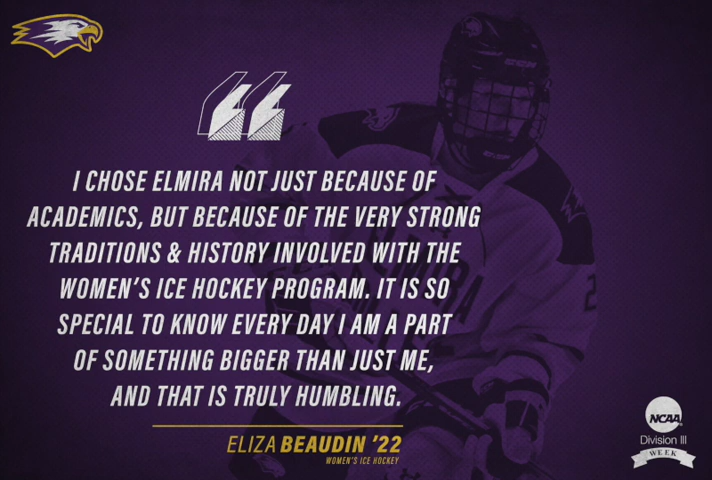 I CHOSE ELMIRA NOT JUST BECAUSE OF
ACADEMICS, BUT BECAUSE OF THE VERY STRONG
TRADITIONS & HISTORY INVOLVED WITH THE
WOMEN'S ICE HOCKEY PROGRAM. IT IS SO
SPECIAL TO KNOW EVERY DAY I AM A PART
OF SOMETHING BIGGER THAN JUST ME,
AND THAT IS TRULY HUMBLING.
ELIZA BEAUDIN '22
WOMEN'S ICE HOCKEY
NCAA
Division III
WEEK